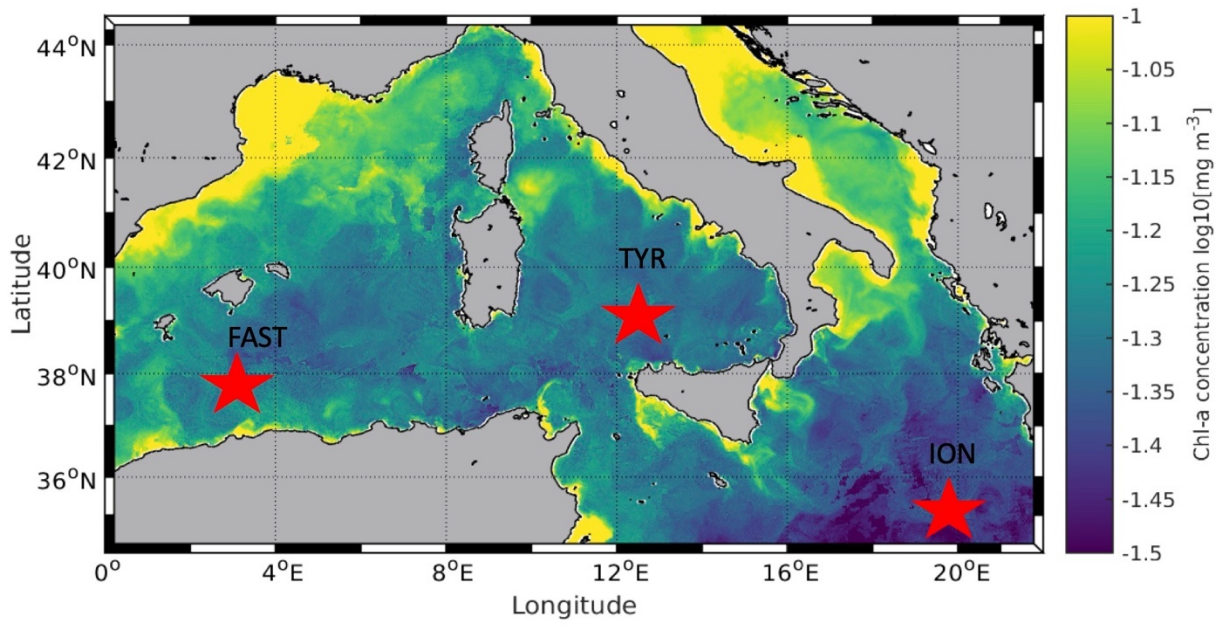 44°N
42°N
40°N
38°N
36°N
Latitude
0°
4°E
8°E
12°E
16°E
20°E
Longitude
FAST
TYR
ION
-1
-1.05
-1.1
-1.15
-1.2
-1.25
-1.3
-1.35
-1.4
-1.45
-1.5
Chl-a concentration log10[mg m⁻³]